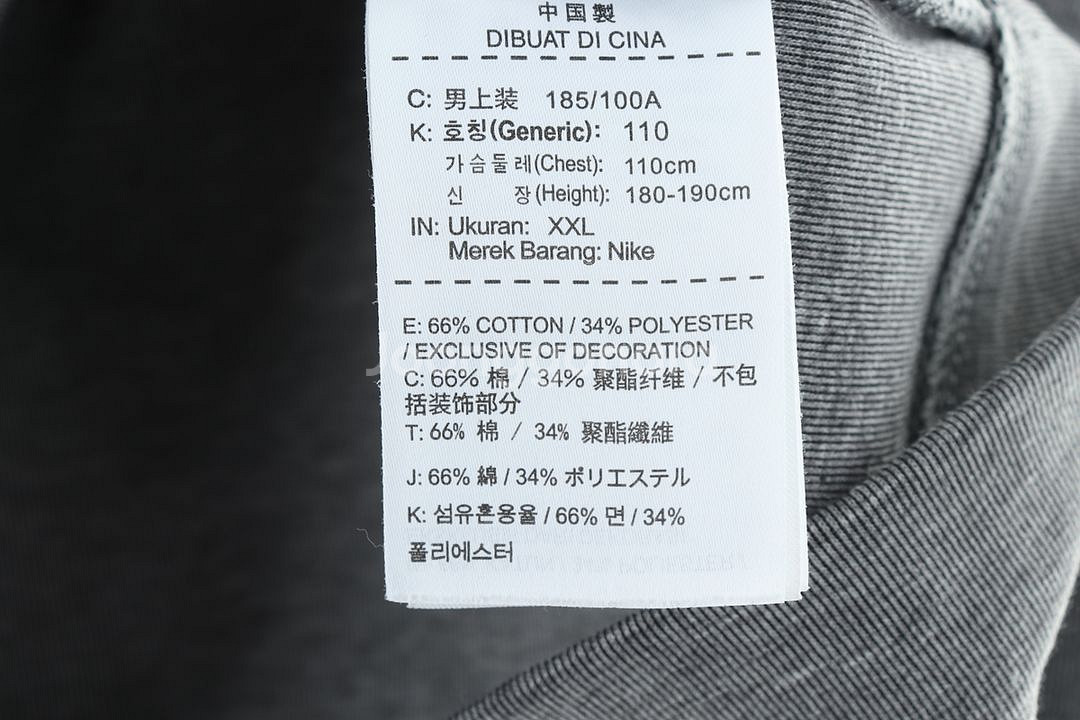 中国製
DIBUAT DI CINA
C: 男上装 185/100A
K: 호칭(Generic): 110
가슴둘레(Chest): 110cm
신 장(Height): 180-190cm
IN: Ukuran: XXL
Merek Barang: Nike
E: 66% COTTON / 34% POLYESTER
/ EXCLUSIVE OF DECORATION
C: 66% 棉 / 34% 聚酯纤维 / 不包
括装饰部分
T: 66% 棉 / 34% 聚酯纖維
J: 66% 綿 / 34% ポリエステル
K: 섬유혼용율 / 66% 면 / 34%
폴리에스터